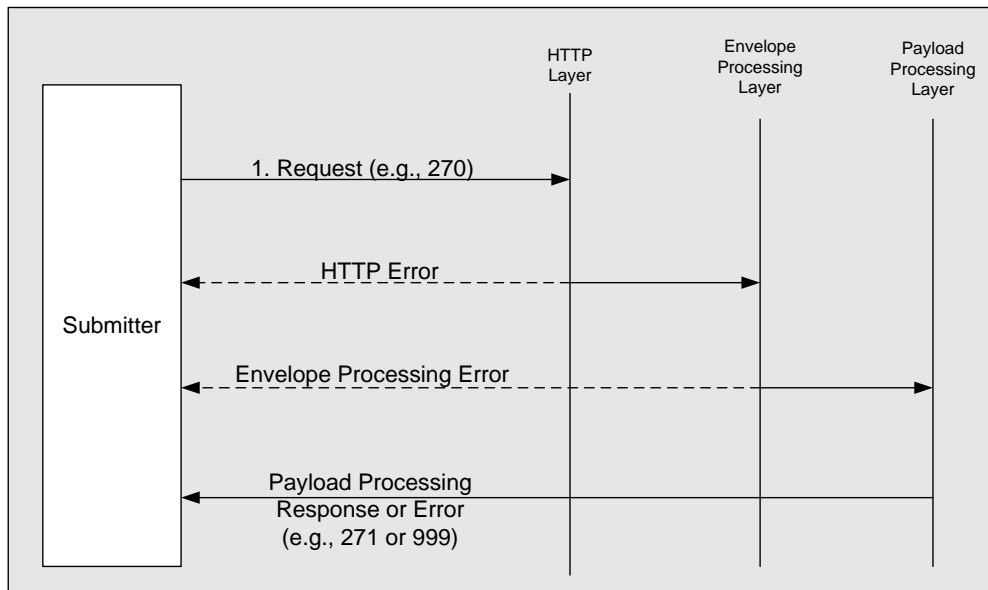 HTTP
Layer
Envelope
Processing
Layer
Payload
Processing
Layer
1. Request (e.g., 270)
HTTP Error
Submitter
Envelope Processing Error
Payload Processing
Response or Error
(e.g., 271 or 999)